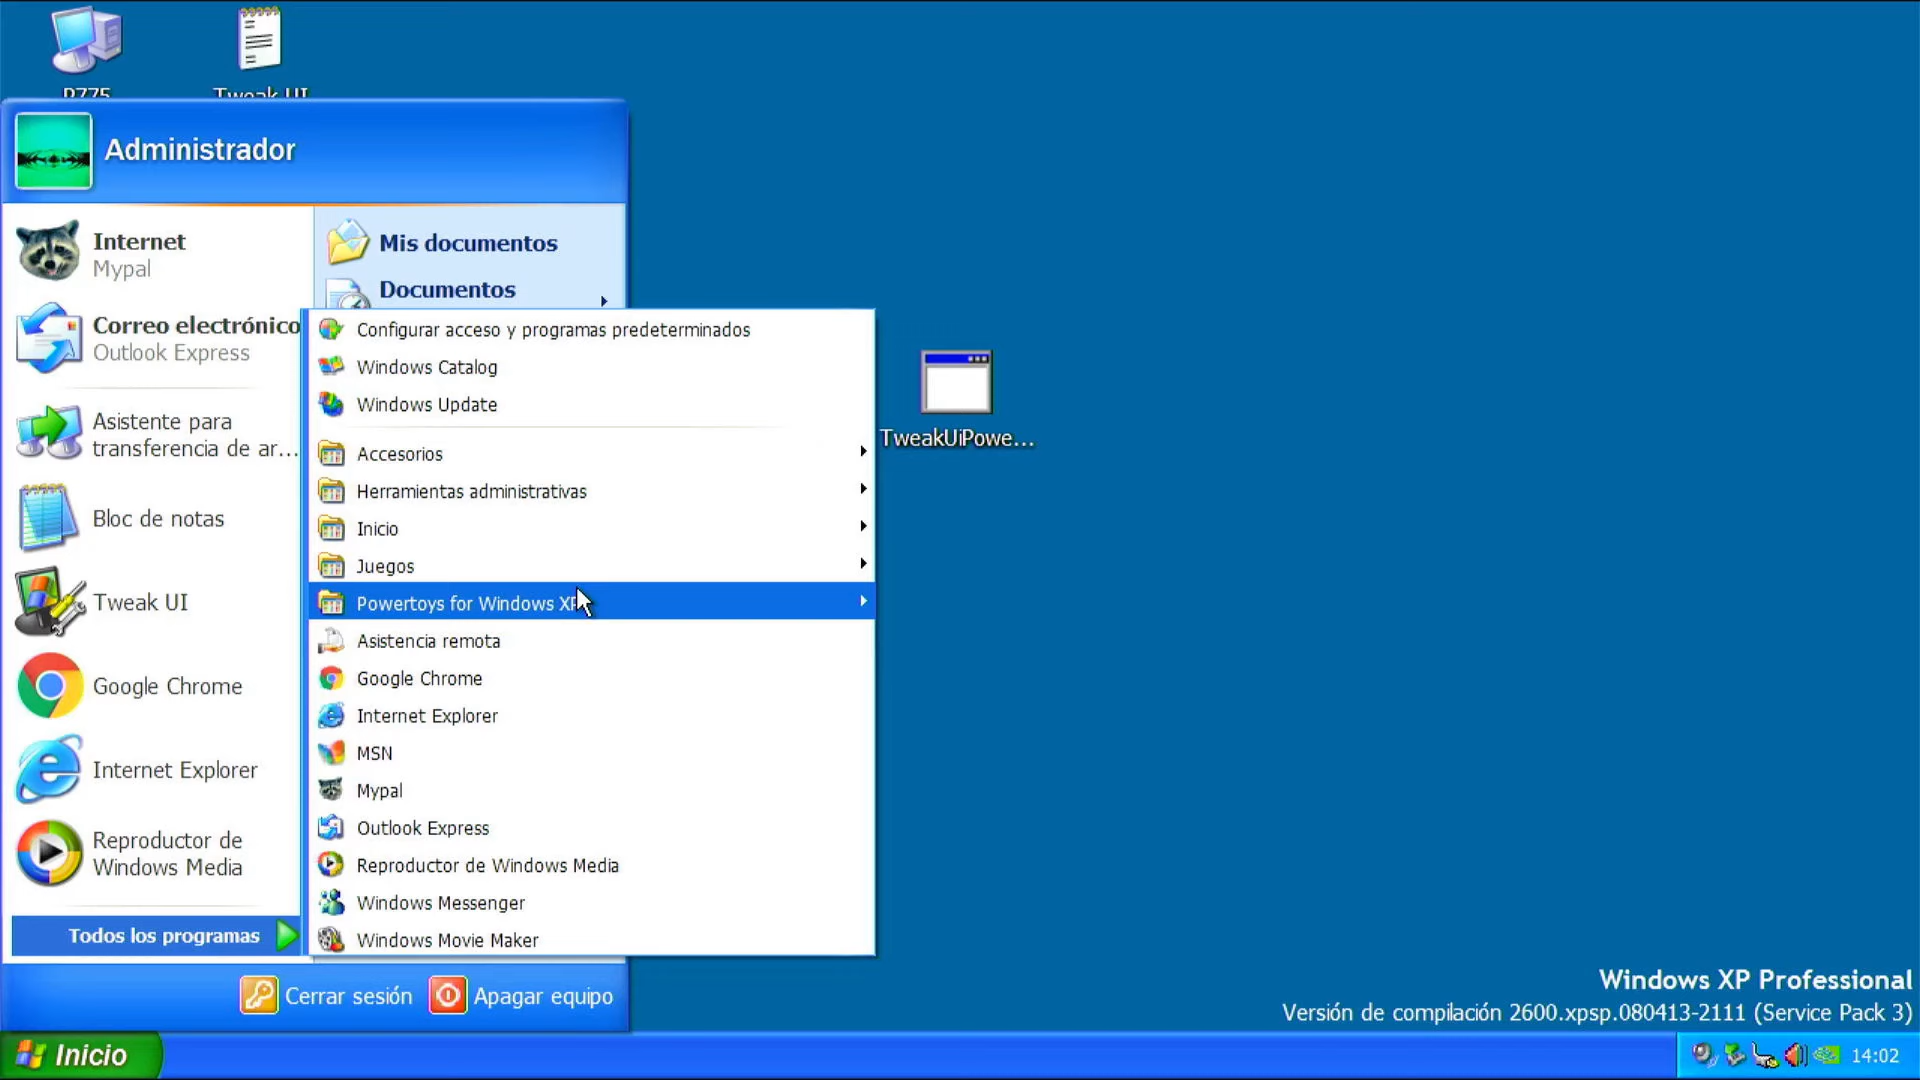 P775
Tweak UI
Administrador
Internet
Mypal
Correo electrónico
Outlook Express
Asistente para
transferencia de ar...
Bloc de notas
Tweak UI
Google Chrome
Internet Explorer
Reproductor de
Windows Media
Todos los programas
Mis documentos
Documentos
Configurar acceso y programas predeterminados
Windows Catalog
Windows Update
Accesorios
Herramientas administrativas
Inicio
Juegos
Powertoys for Windows XP
Asistencia remota
Google Chrome
Internet Explorer
MSN
Mypal
Outlook Express
Reproductor de Windows Media
Windows Messenger
Windows Movie Maker
Cerrar sesión
Apagar equipo
TweakUiPowe...
Windows XP Professional
Versión de compilación 2600.xpsp.080413-2111 (Service Pack 3)
Inicio
14:02